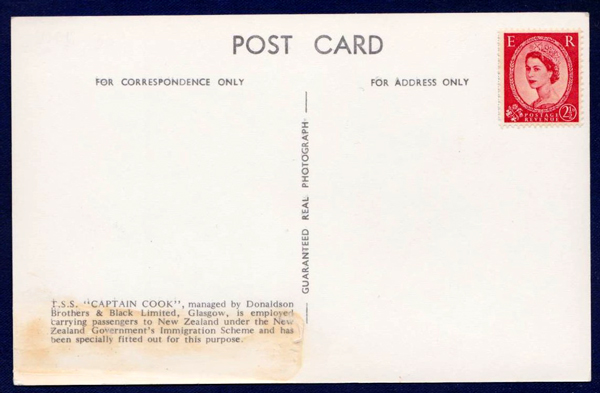 POST CARD
FOR CORRESPONDENCE ONLY
FOR ADDRESS ONLY
E R
POSTAGE
REVENUE
2½D
GUARANTEED REAL PHOTOGRAPH
T.S.S. "CAPTAIN COOK", managed by Donaldson
Brothers & Black Limited, Glasgow, is employed
carrying passengers to New Zealand under the New
Zealand Government's Immigration Scheme and has
been specially fitted out for this purpose.